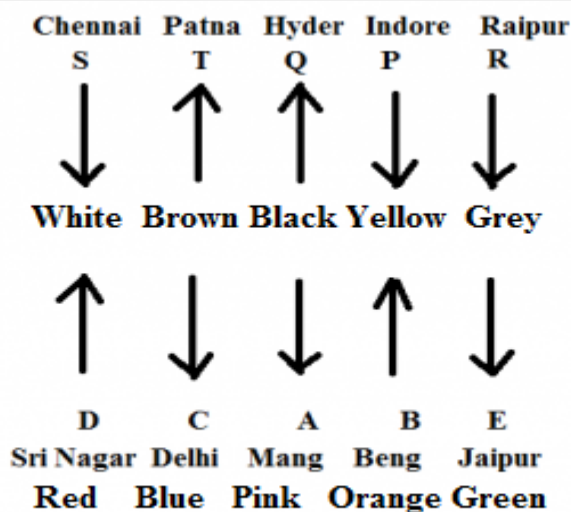 Chennai Patna Hyder Indore Raipur
S T Q P R
White Brown Black Yellow Grey
D C A B E
Sri Nagar Delhi Mang Beng Jaipur
Red Blue Pink Orange Green